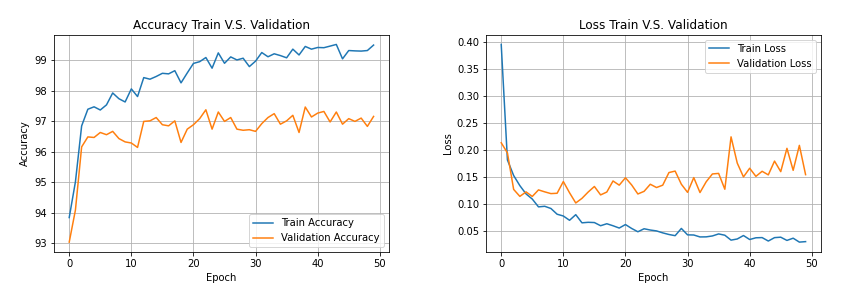 Accuracy Train V.S. Validation
99
98
97
96
95
94
93
Accuracy
0
10
20
30
40
50
Epoch
Train Accuracy
Validation Accuracy
Loss Train V.S. Validation
0.40
0.35
0.30
0.25
0.20
0.15
0.10
0.05
Loss
0
10
20
30
40
50
Epoch
Train Loss
Validation Loss